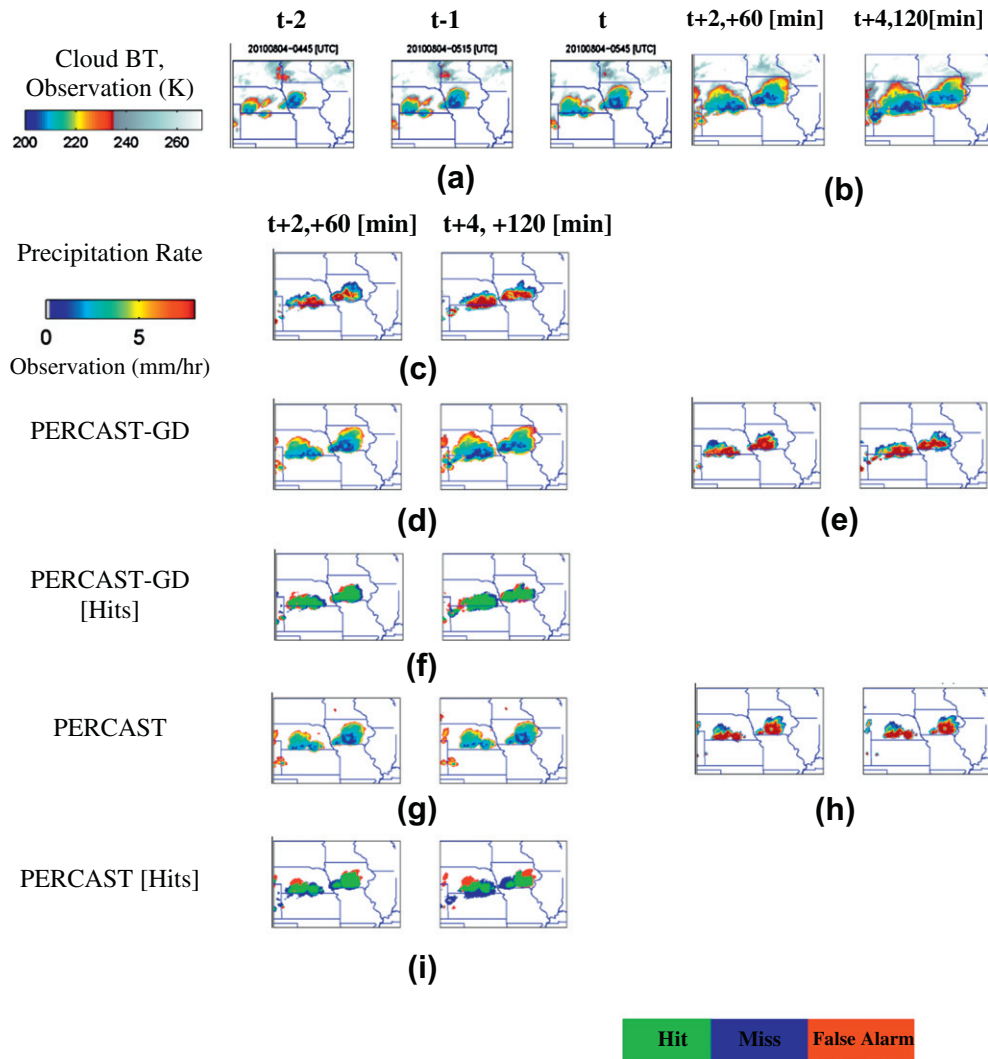 t-2 t-1 t t+2,+60 [min] t+4,120[min]
20100804-0445 [UTC] 20100804-0515 [UTC] 20100804-0545 [UTC]
Cloud BT,
Observation (K)
200 220 240 260
(a) (b)
t+2,+60 [min] t+4, +120 [min]
Precipitation Rate
0 5
Observation (mm/hr)
(c)
PERCAST-GD
(d) (e)
PERCAST-GD
[Hits]
(f)
PERCAST
(g) (h)
PERCAST [Hits]
(i)
Hit Miss False Alarm